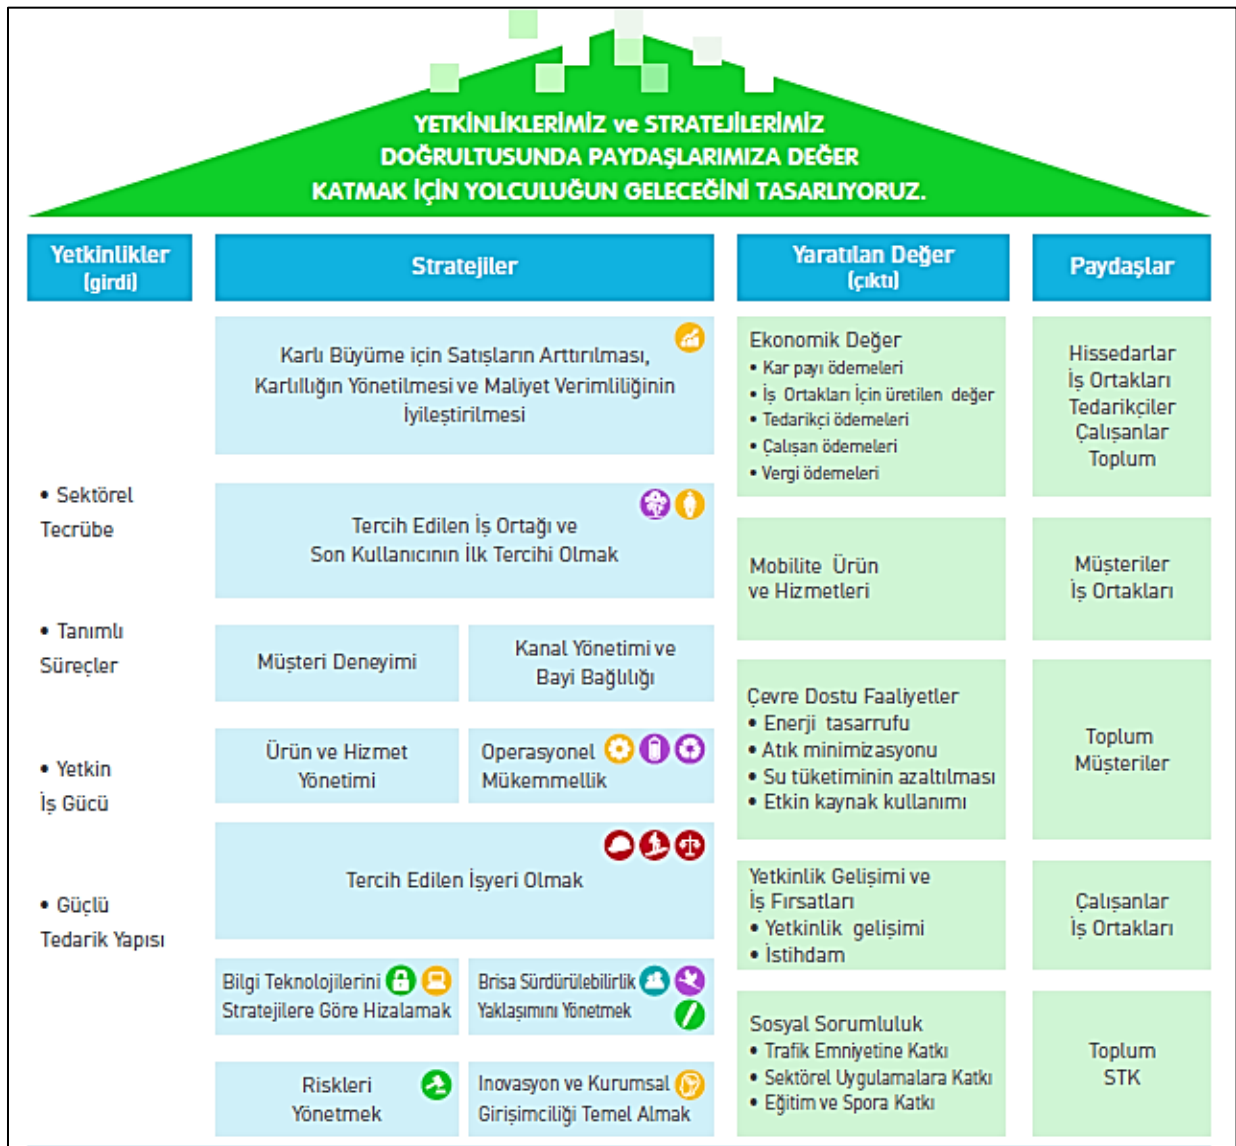 YETKİNLİKLERİMİZ ve STRATEJİLERİMİZ
DOĞRULTUSUNDA PAYDAŞLARIMIZA DEĞER
KATMAK İÇİN YOLCULUĞUN GELECEĞİNİ TASARLIYORUZ.
Yetkinlikler
(girdi)
• Sektörel
Tecrübe
• Tanımlı
Süreçler
• Yetkin
İş Gücü
• Güçlü
Tedarik Yapısı
Stratejiler
Karlı Büyüme için Satışların Arttırılması,
Karlıllığın Yönetilmesi ve Maliyet Verimliliğinin
İyileştirilmesi
Tercih Edilen İş Ortağı ve
Son Kullanıcının İlk Tercihi Olmak
Müşteri Deneyimi
Kanal Yönetimi ve
Bayi Bağlılığı
Ürün ve Hizmet
Yönetimi
Operasyonel
Mükemmellik
Tercih Edilen İşyeri Olmak
Bilgi Teknolojilerini
Stratejilere Göre Hizalamak
Brisa Sürdürülebilirlik
Yaklaşımını Yönetmek
Riskleri
Yönetmek
Inovasyon ve Kurumsal
Girişimciliği Temel Almak
Yaratılan Değer
(çıktı)
Ekonomik Değer
• Kar payı ödemeleri
• İş Ortakları İçin üretilen değer
• Tedarikçi ödemeleri
• Çalışan ödemeleri
• Vergi ödemeleri
Mobilite Ürün
ve Hizmetleri
Çevre Dostu Faaliyetler
• Enerji tasarrufu
• Atık minimizasyonu
• Su tüketiminin azaltılması
• Etkin kaynak kullanımı
Yetkinlik Gelişimi ve
İş Fırsatları
• Yetkinlik gelişimi
• İstihdam
Sosyal Sorumluluk
• Trafik Emniyetine Katkı
• Sektörel Uygulamalara Katkı
• Eğitim ve Spora Katkı
Paydaşlar
Hissedarlar
İş Ortakları
Tedarikçiler
Çalışanlar
Toplum
Müşteriler
İş Ortakları
Toplum
Müşteriler
Çalışanlar
İş Ortakları
Toplum
STK